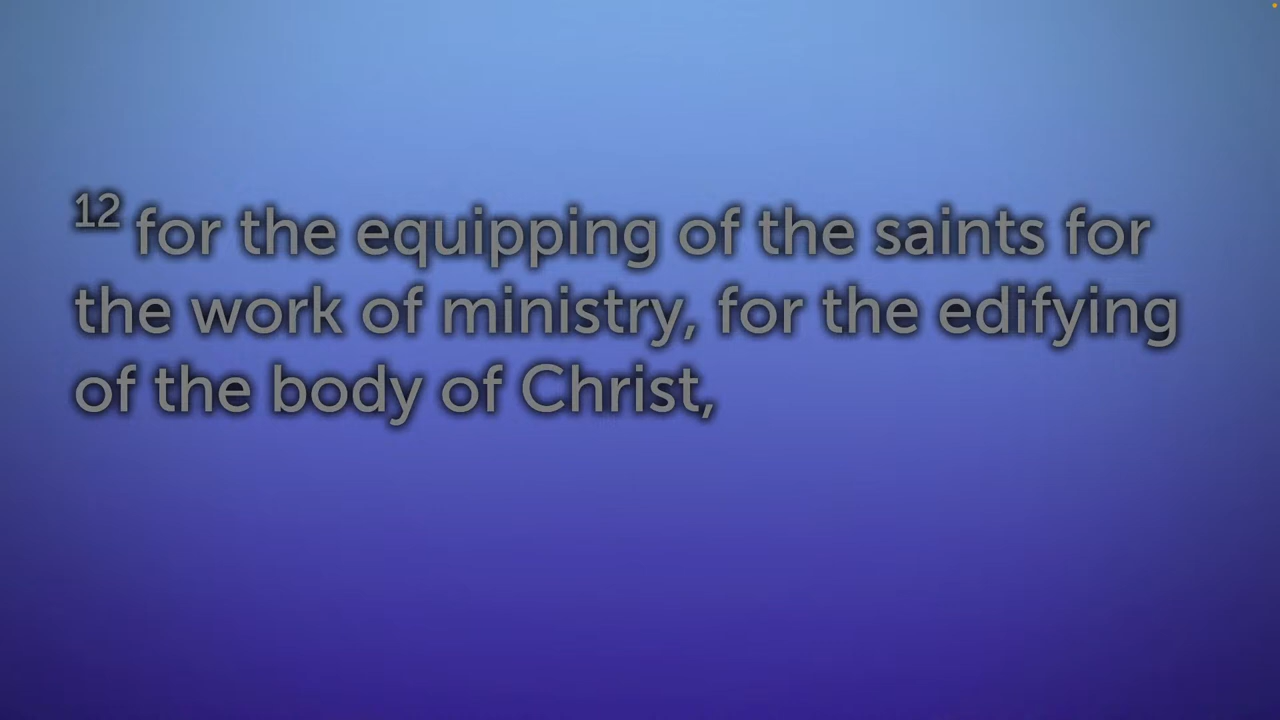 12 for the equipping of the saints for
the work of ministry, for the edifying
of the body of Christ,